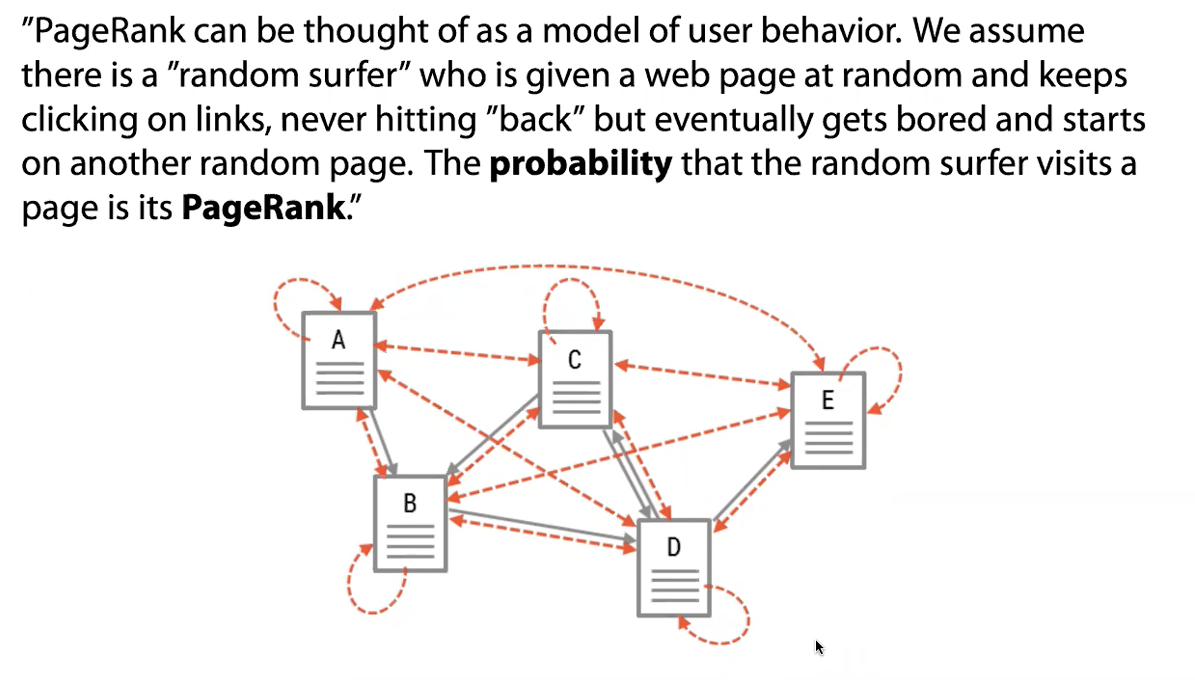 ”PageRank can be thought of as a model of user behavior. We assume
there is a ”random surfer” who is given a web page at random and keeps
clicking on links, never hitting ”back” but eventually gets bored and starts
on another random page. The probability that the random surfer visits a
page is its PageRank.”
A
C
E
B
D